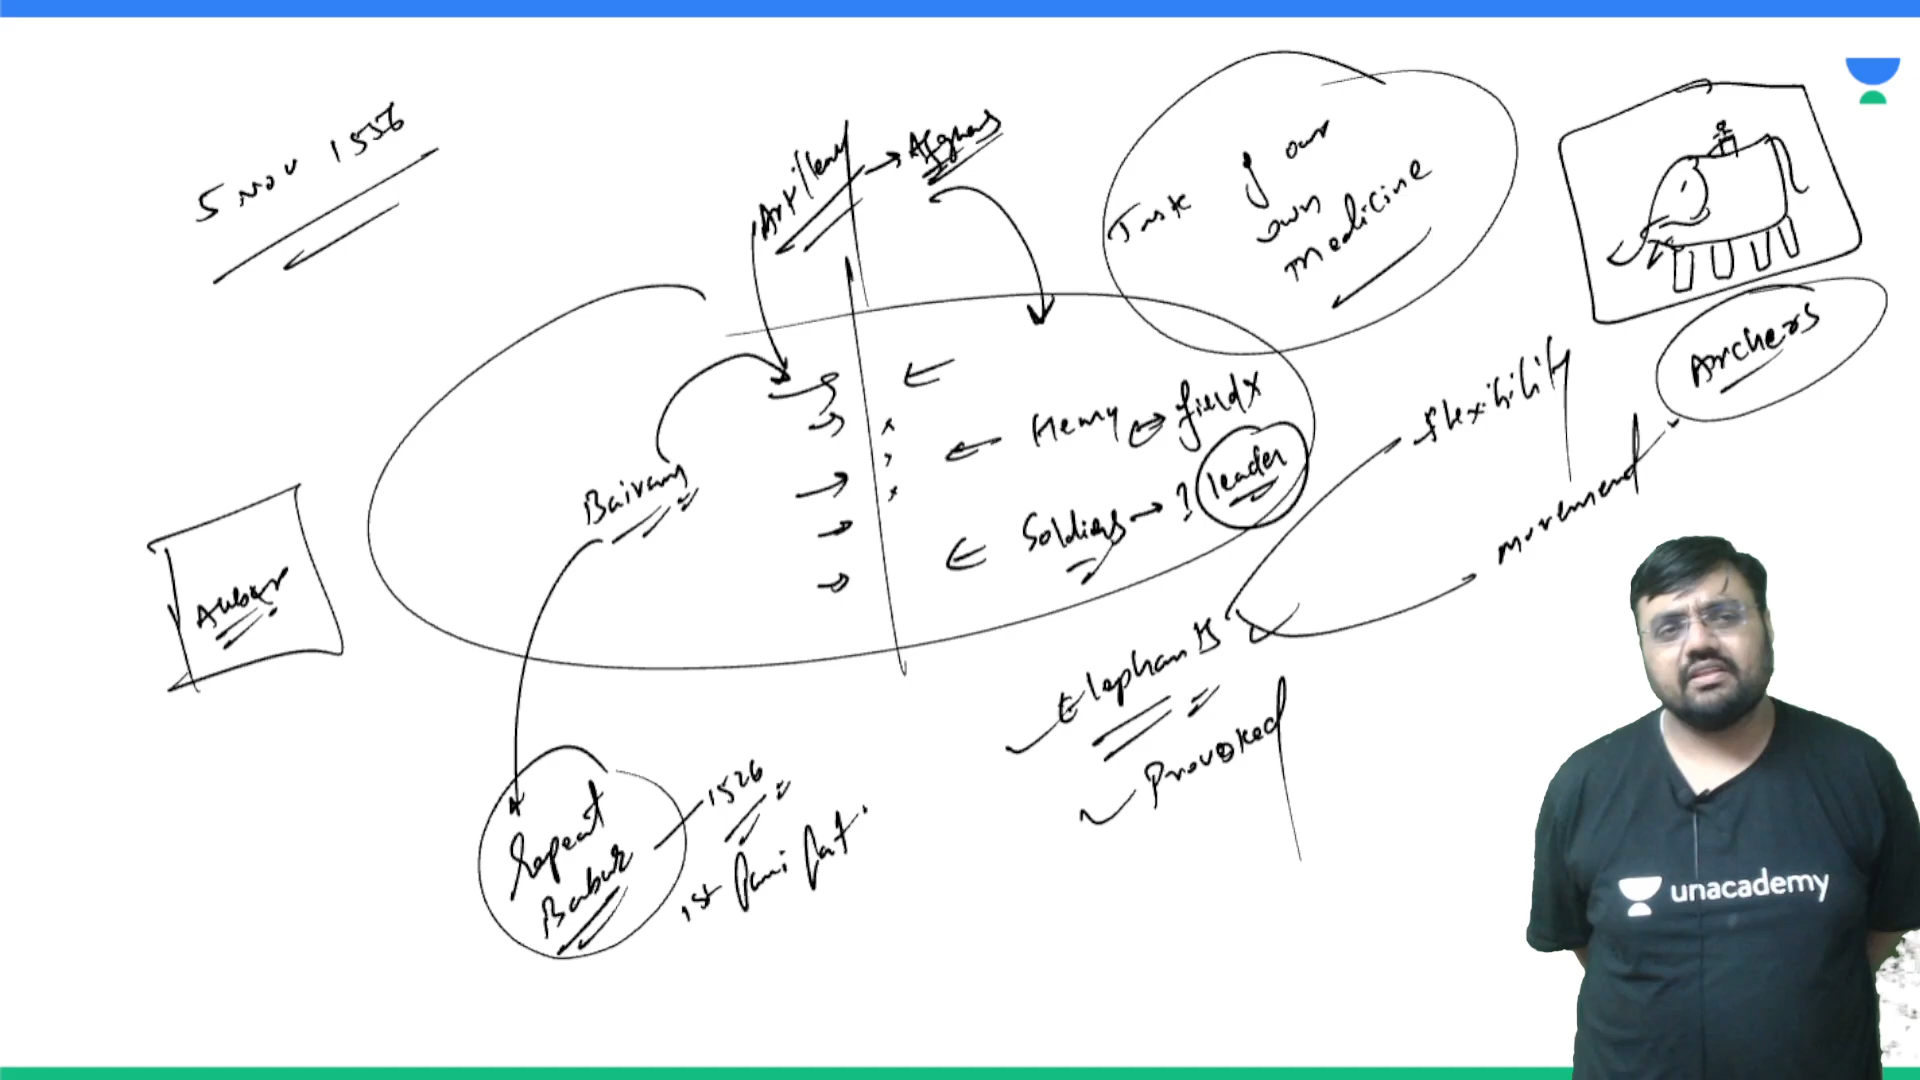 5 Nov 1556
Artillery → Afghans
Taste of our
own
medicine
Archers
flexibility
movement
Hemu ↔ field x
leader
Soldiers → ?
Bairam
Akbar
Elephants
Provoked
Repeat
Babur
1526
1st Panipat
unacademy